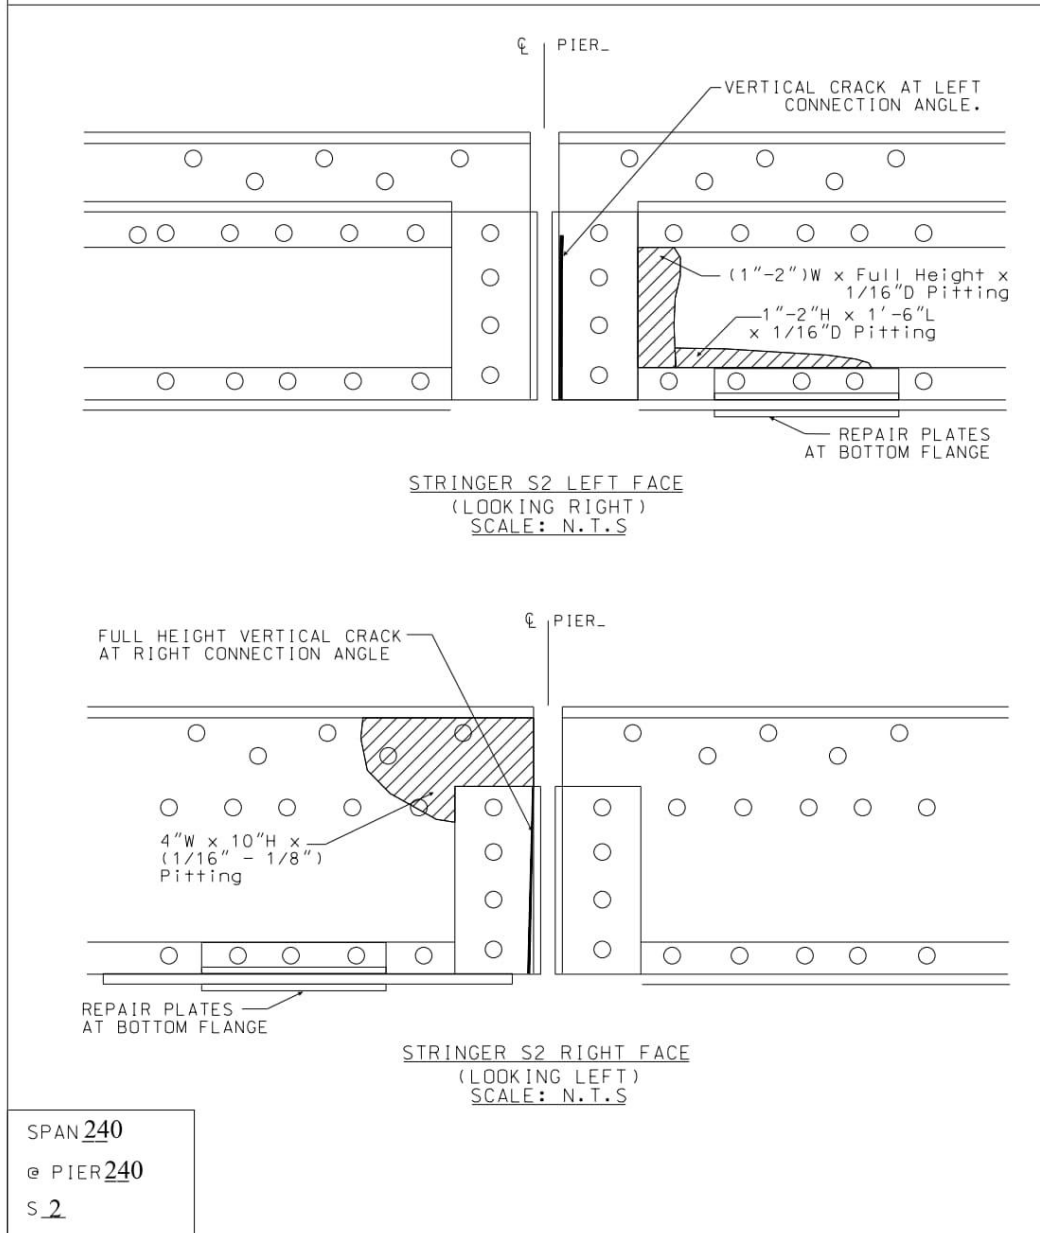 ℄ PIER_
VERTICAL CRACK AT LEFT
CONNECTION ANGLE.
(1"-2")W x Full Height x
1/16"D Pitting
1"-2"H x 1'-6"L
x 1/16"D Pitting
REPAIR PLATES
AT BOTTOM FLANGE
STRINGER S2 LEFT FACE
(LOOKING RIGHT)
SCALE: N.T.S
℄ PIER_
FULL HEIGHT VERTICAL CRACK
AT RIGHT CONNECTION ANGLE
4"W x 10"H x
(1/16" - 1/8")
Pitting
REPAIR PLATES
AT BOTTOM FLANGE
STRINGER S2 RIGHT FACE
(LOOKING LEFT)
SCALE: N.T.S
SPAN 240
@ PIER 240
S 2